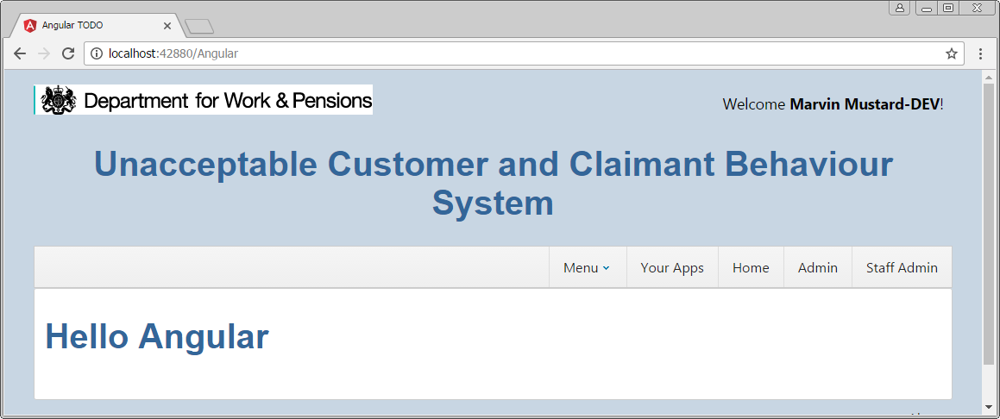 Angular TODO
localhost:42880/Angular
Department for Work & Pensions
Welcome Marvin Mustard-DEV!
Unacceptable Customer and Claimant Behaviour
System
Menu Your Apps Home Admin Staff Admin
Hello Angular